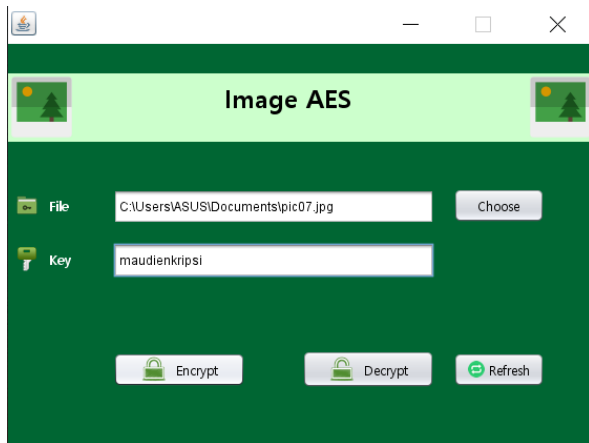 Image AES
File
C:\Users\ASUS\Documents\pic07.jpg
Choose
Key
maudienkripsi
Encrypt
Decrypt
Refresh